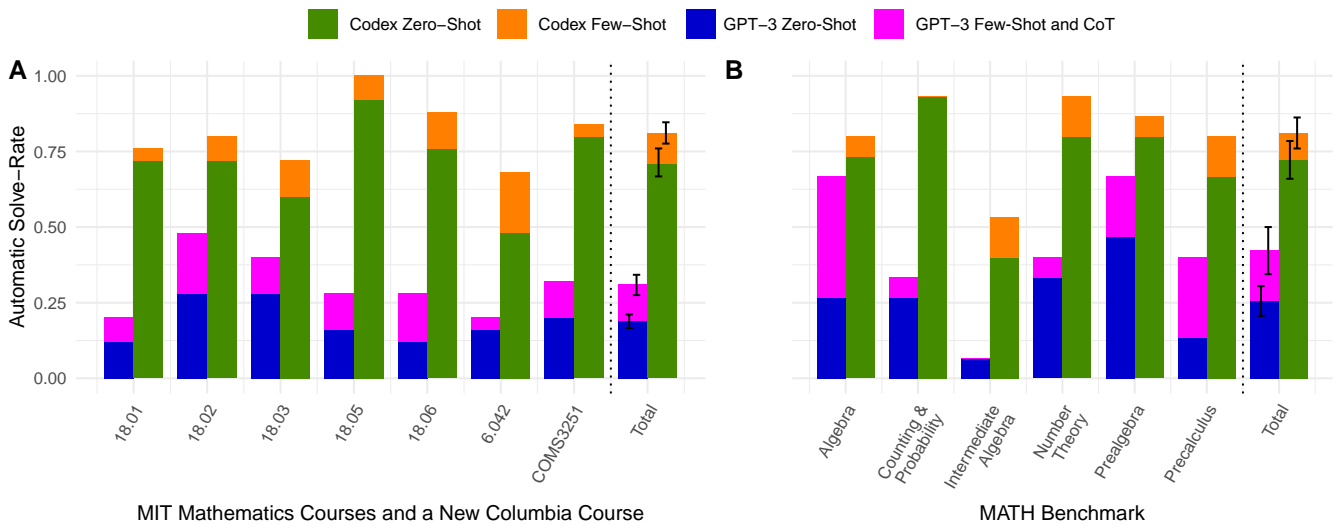 Codex Zero−Shot Codex Few−Shot GPT−3 Zero-Shot GPT−3 Few-Shot and CoT
A
Automatic Solve−Rate
1.00
0.75
0.50
0.25
0.00
18.01
18.02
18.03
18.05
18.06
6.042
COMS3251
Total
MIT Mathematics Courses and a New Columbia Course
B
Algebra
Counting &
Probability
Intermediate
Algebra
Number
Theory
Prealgebra
Precalculus
Total
MATH Benchmark